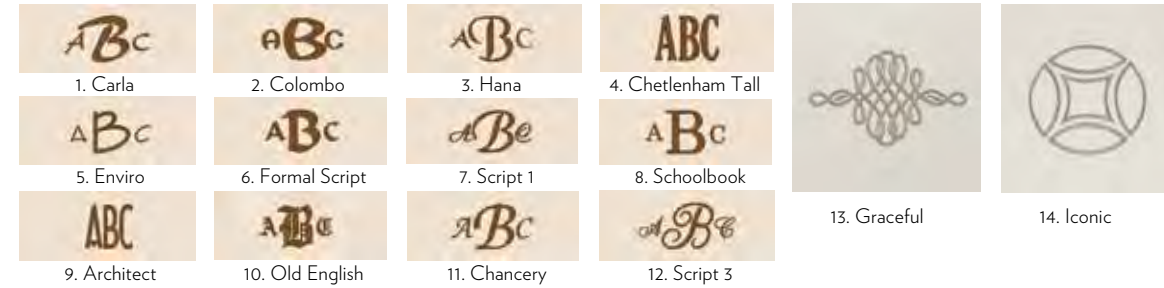 ABC ABC ABC ABC
1. Carla 2. Colombo 3. Hana 4. Chetlenham Tall
ABC ABC ABC ABC
5. Enviro 6. Formal Script 7. Script 1 8. Schoolbook
ABC ABC ABC ABC
9. Architect 10. Old English 11. Chancery 12. Script 3
13. Graceful 14. Iconic